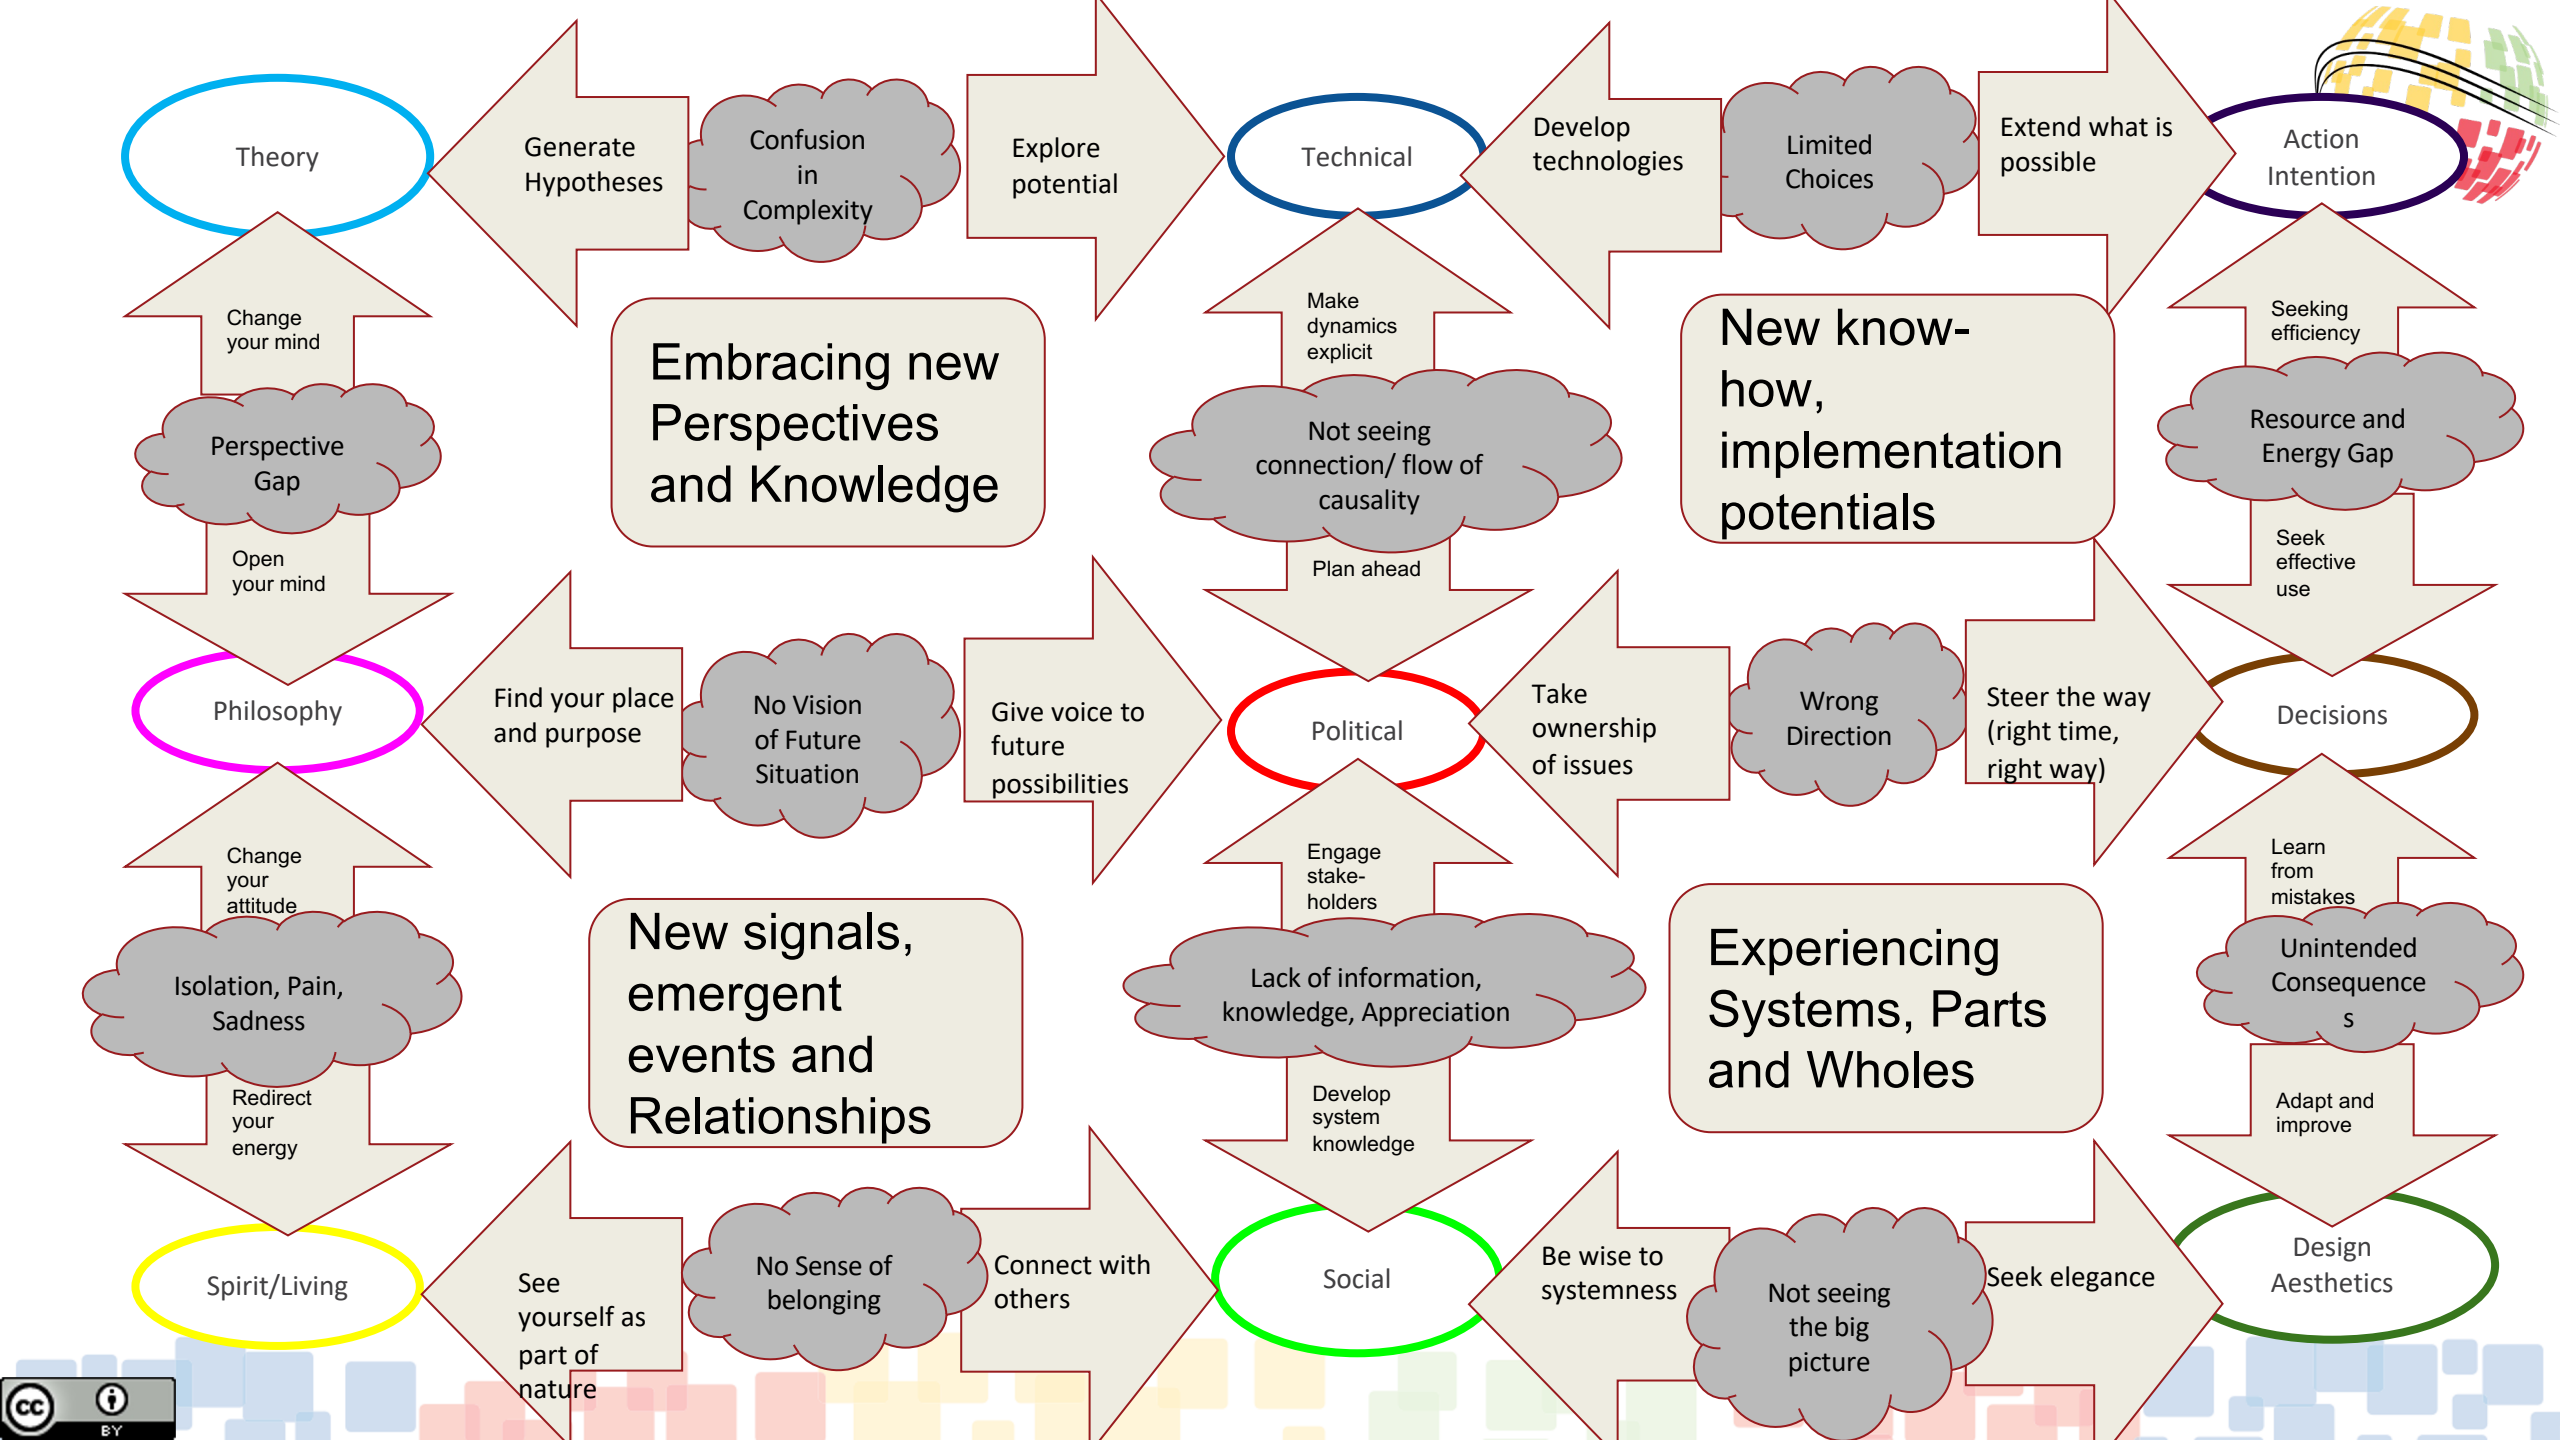 Theory
Generate
Hypotheses
Confusion
in
Complexity
Explore
potential
Technical
Develop
technologies
Limited
Choices
Extend what is
possible
Action
Intention
Change
your mind
Perspective
Gap
Open
your mind
Embracing new
Perspectives
and Knowledge
Make
dynamics
explicit
Not seeing
connection/ flow of
causality
Plan ahead
New know-
how,
implementation
potentials
Seeking
efficiency
Resource and
Energy Gap
Seek
effective
use
Philosophy
Find your place
and purpose
No Vision
of Future
Situation
Give voice to
future
possibilities
Political
Take
ownership
of issues
Wrong
Direction
Steer the way
(right time,
right way)
Decisions
Change
your
attitude
Isolation, Pain,
Sadness
Redirect
your
energy
New signals,
emergent
events and
Relationships
Engage
stake-
holders
Lack of information,
knowledge, Appreciation
Develop
system
knowledge
Experiencing
Systems, Parts
and Wholes
Learn
from
mistakes
Unintended
Consequence
s
Adapt and
improve
Spirit/Living
See
yourself as
part of
nature
No Sense of
belonging
Connect with
others
Social
Be wise to
systemness
Not seeing
the big
picture
Seek elegance
Design
Aesthetics
cc
BY